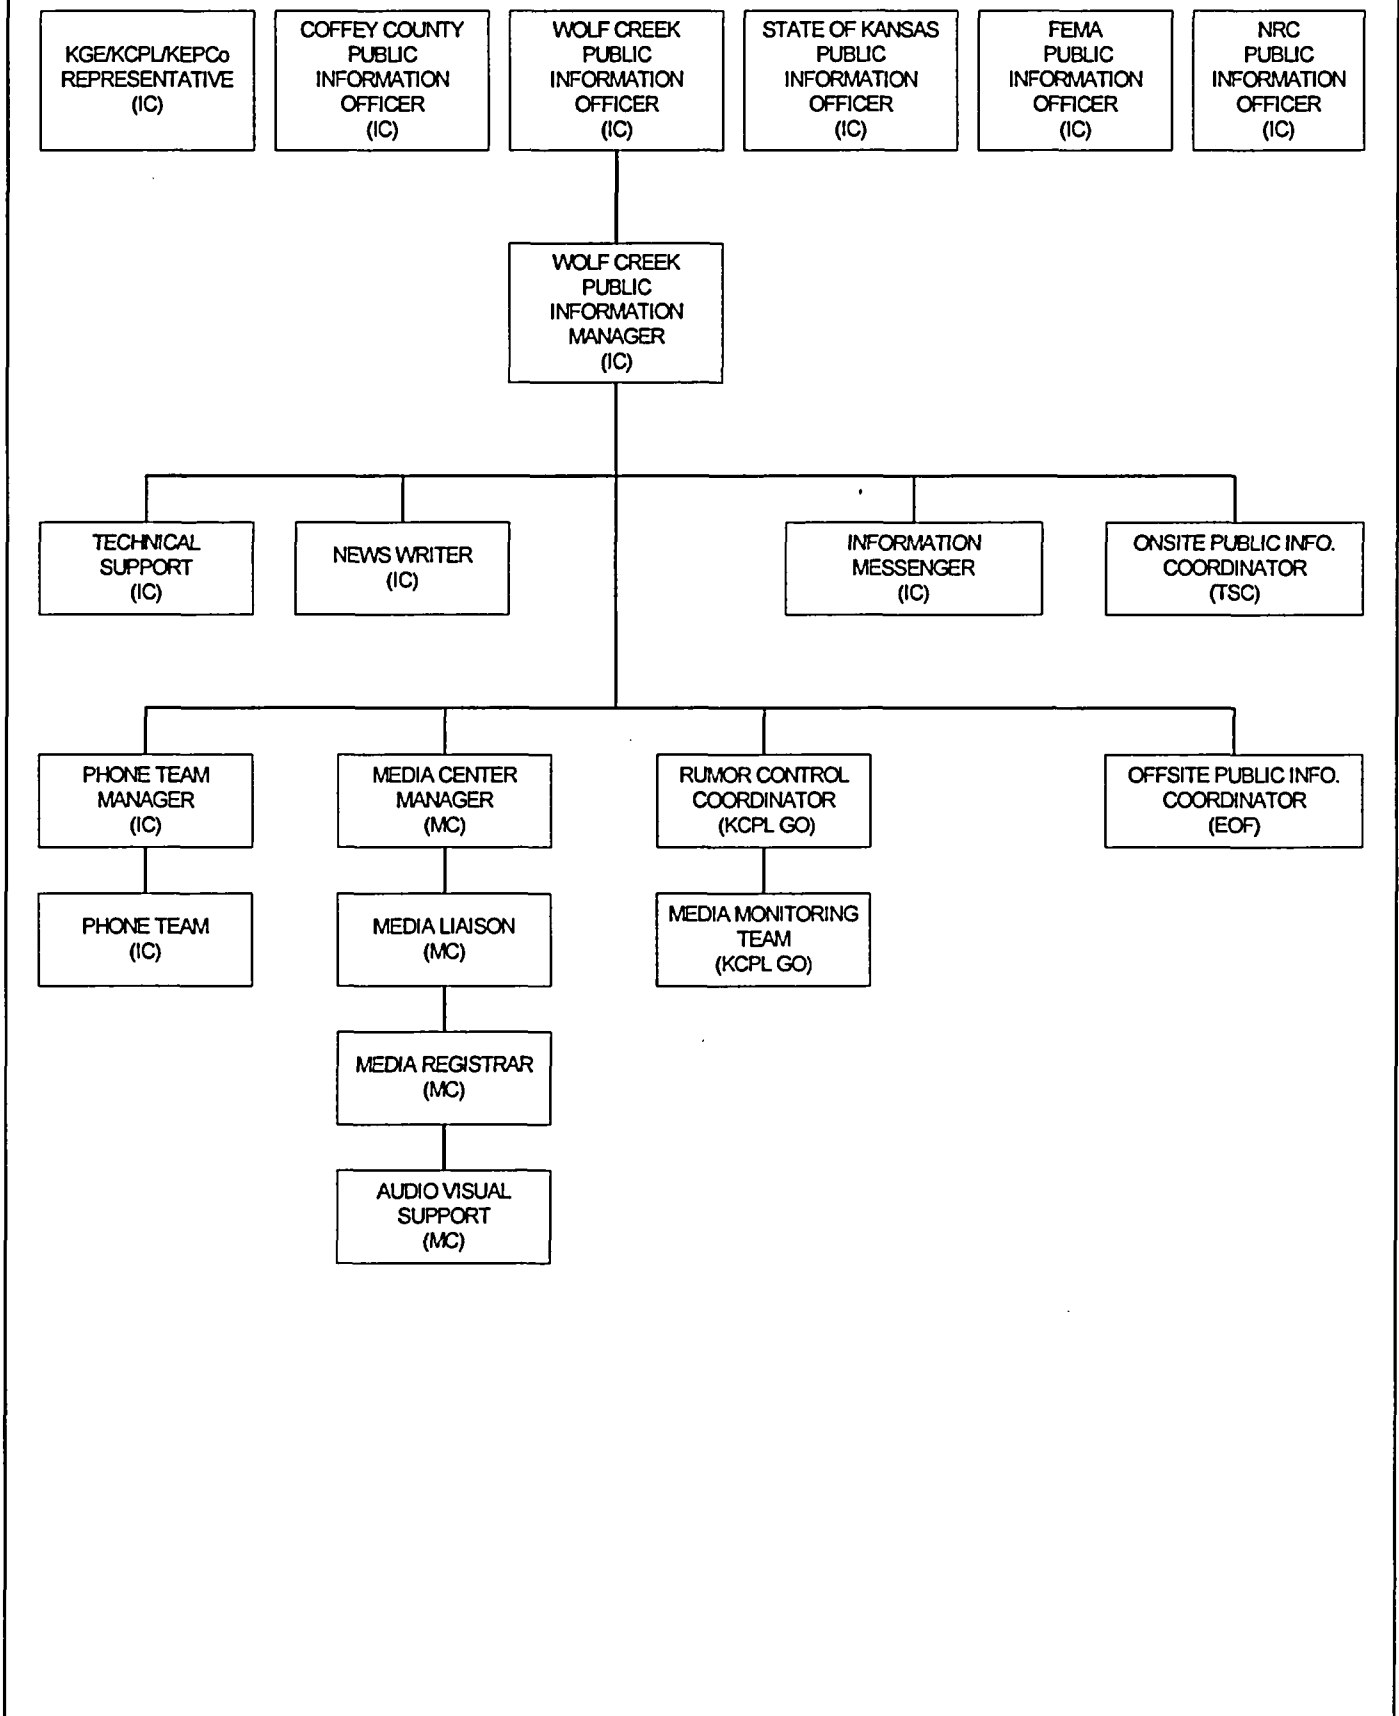 KGE/KCPL/KEPCo
REPRESENTATIVE
(IC)
COFFEY COUNTY
PUBLIC
INFORMATION
OFFICER
(IC)
WOLF CREEK
PUBLIC
INFORMATION
OFFICER
(IC)
STATE OF KANSAS
PUBLIC
INFORMATION
OFFICER
(IC)
FEMA
PUBLIC
INFORMATION
OFFICER
(IC)
NRC
PUBLIC
INFORMATION
OFFICER
(IC)
WOLF CREEK
PUBLIC
INFORMATION
MANAGER
(IC)
TECHNICAL
SUPPORT
(IC)
NEWS WRITER
(IC)
INFORMATION
MESSENGER
(IC)
ONSITE PUBLIC INFO.
COORDINATOR
(TSC)
PHONE TEAM
MANAGER
(IC)
MEDIA CENTER
MANAGER
(MC)
RUMOR CONTROL
COORDINATOR
(KCPL GO)
OFFSITE PUBLIC INFO.
COORDINATOR
(EOF)
PHONE TEAM
(IC)
MEDIA LIAISON
(MC)
MEDIA MONITORING
TEAM
(KCPL GO)
MEDIA REGISTRAR
(MC)
AUDIO VISUAL
SUPPORT
(MC)